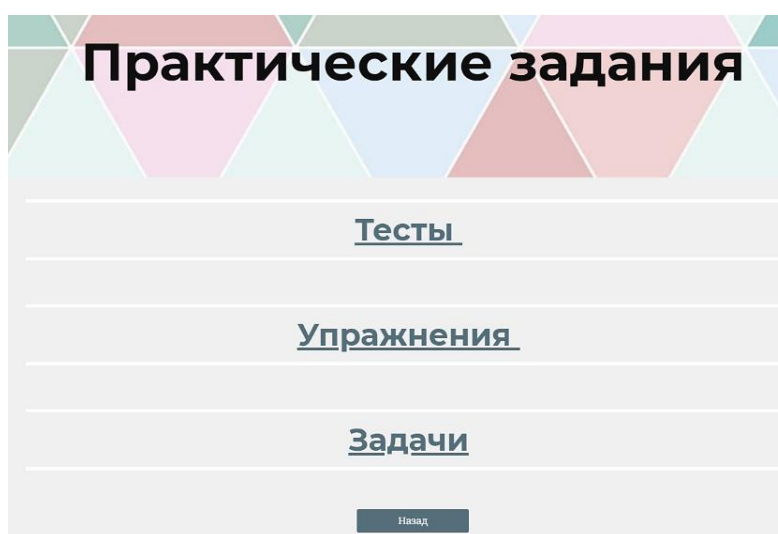 Практические задания
Тесты
Упражнения
Задачи
Назад